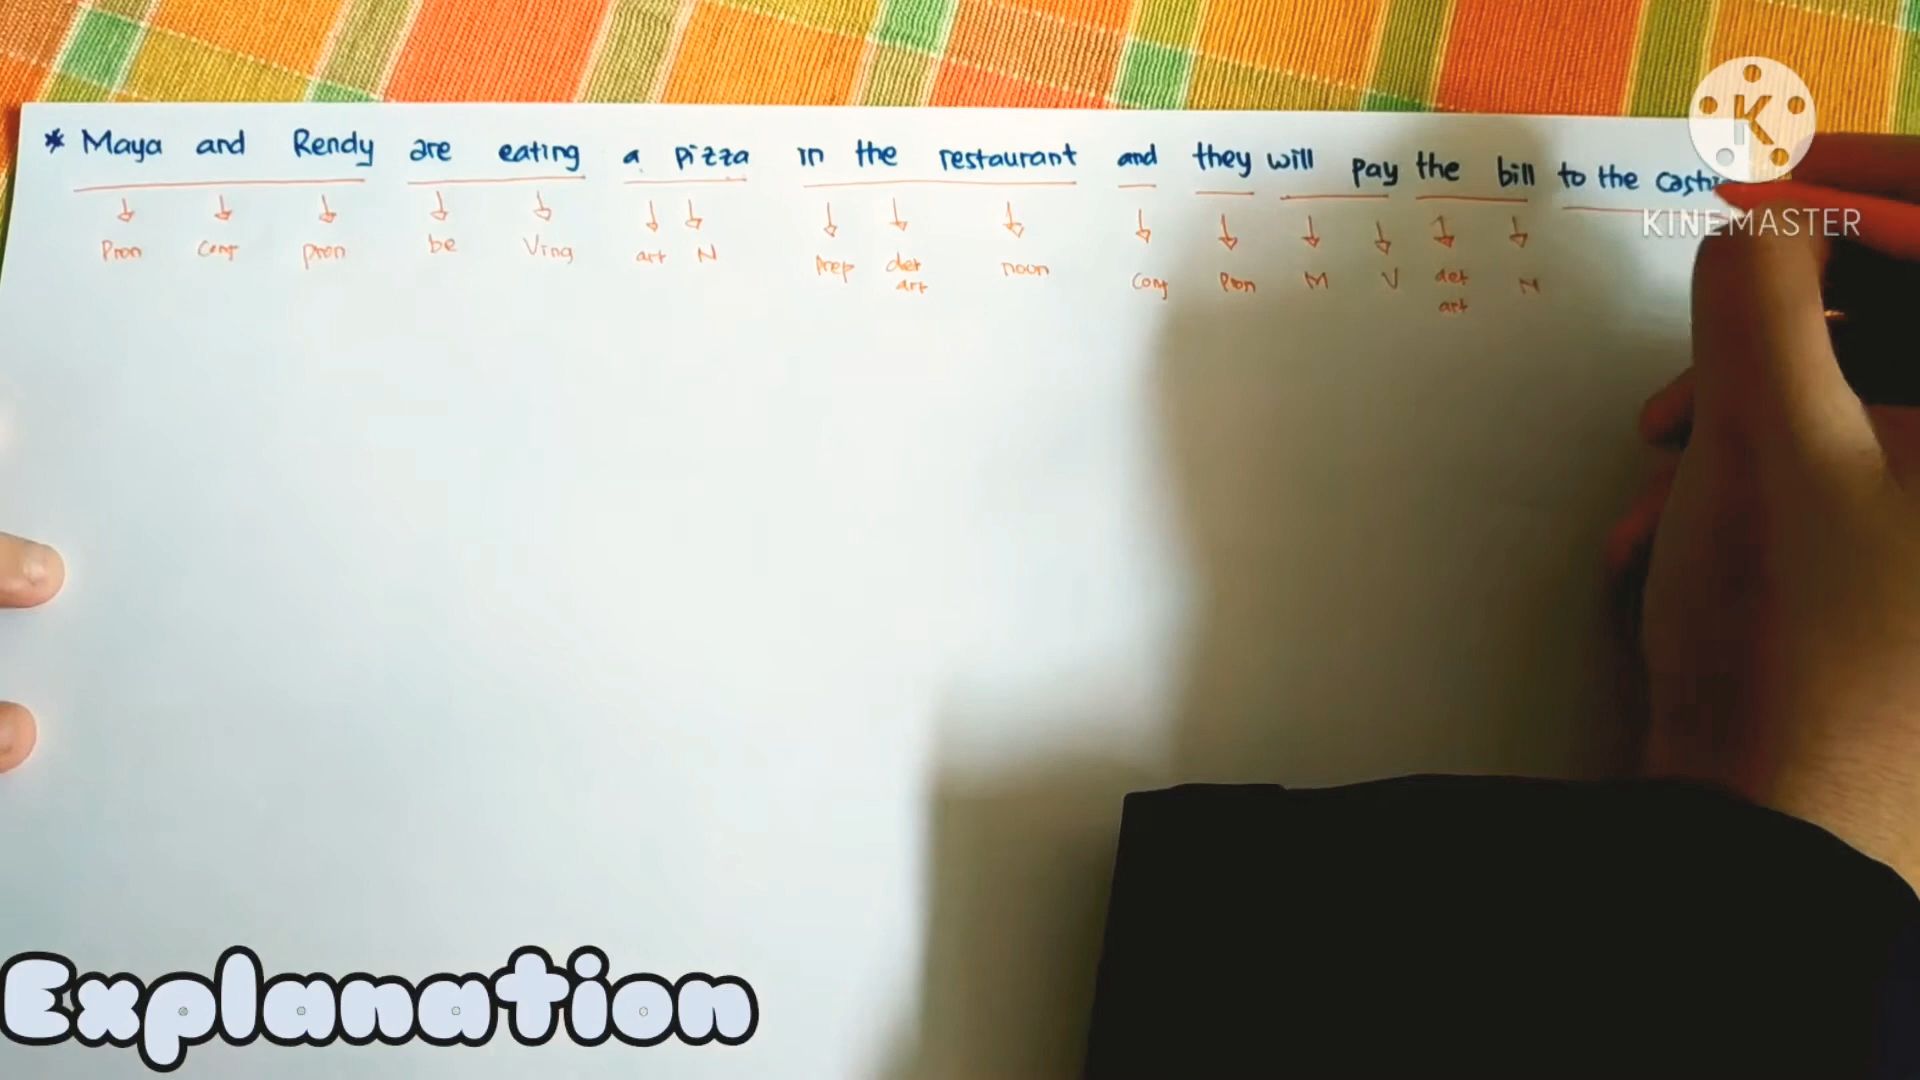 * Maya and Rendy are eating a pizza in the restaurant and they will pay the bill to the
Pron Conj pron be Ving art N Prep det noun Conj Pron M V det N
art art
K
KINEMASTER
Explanation